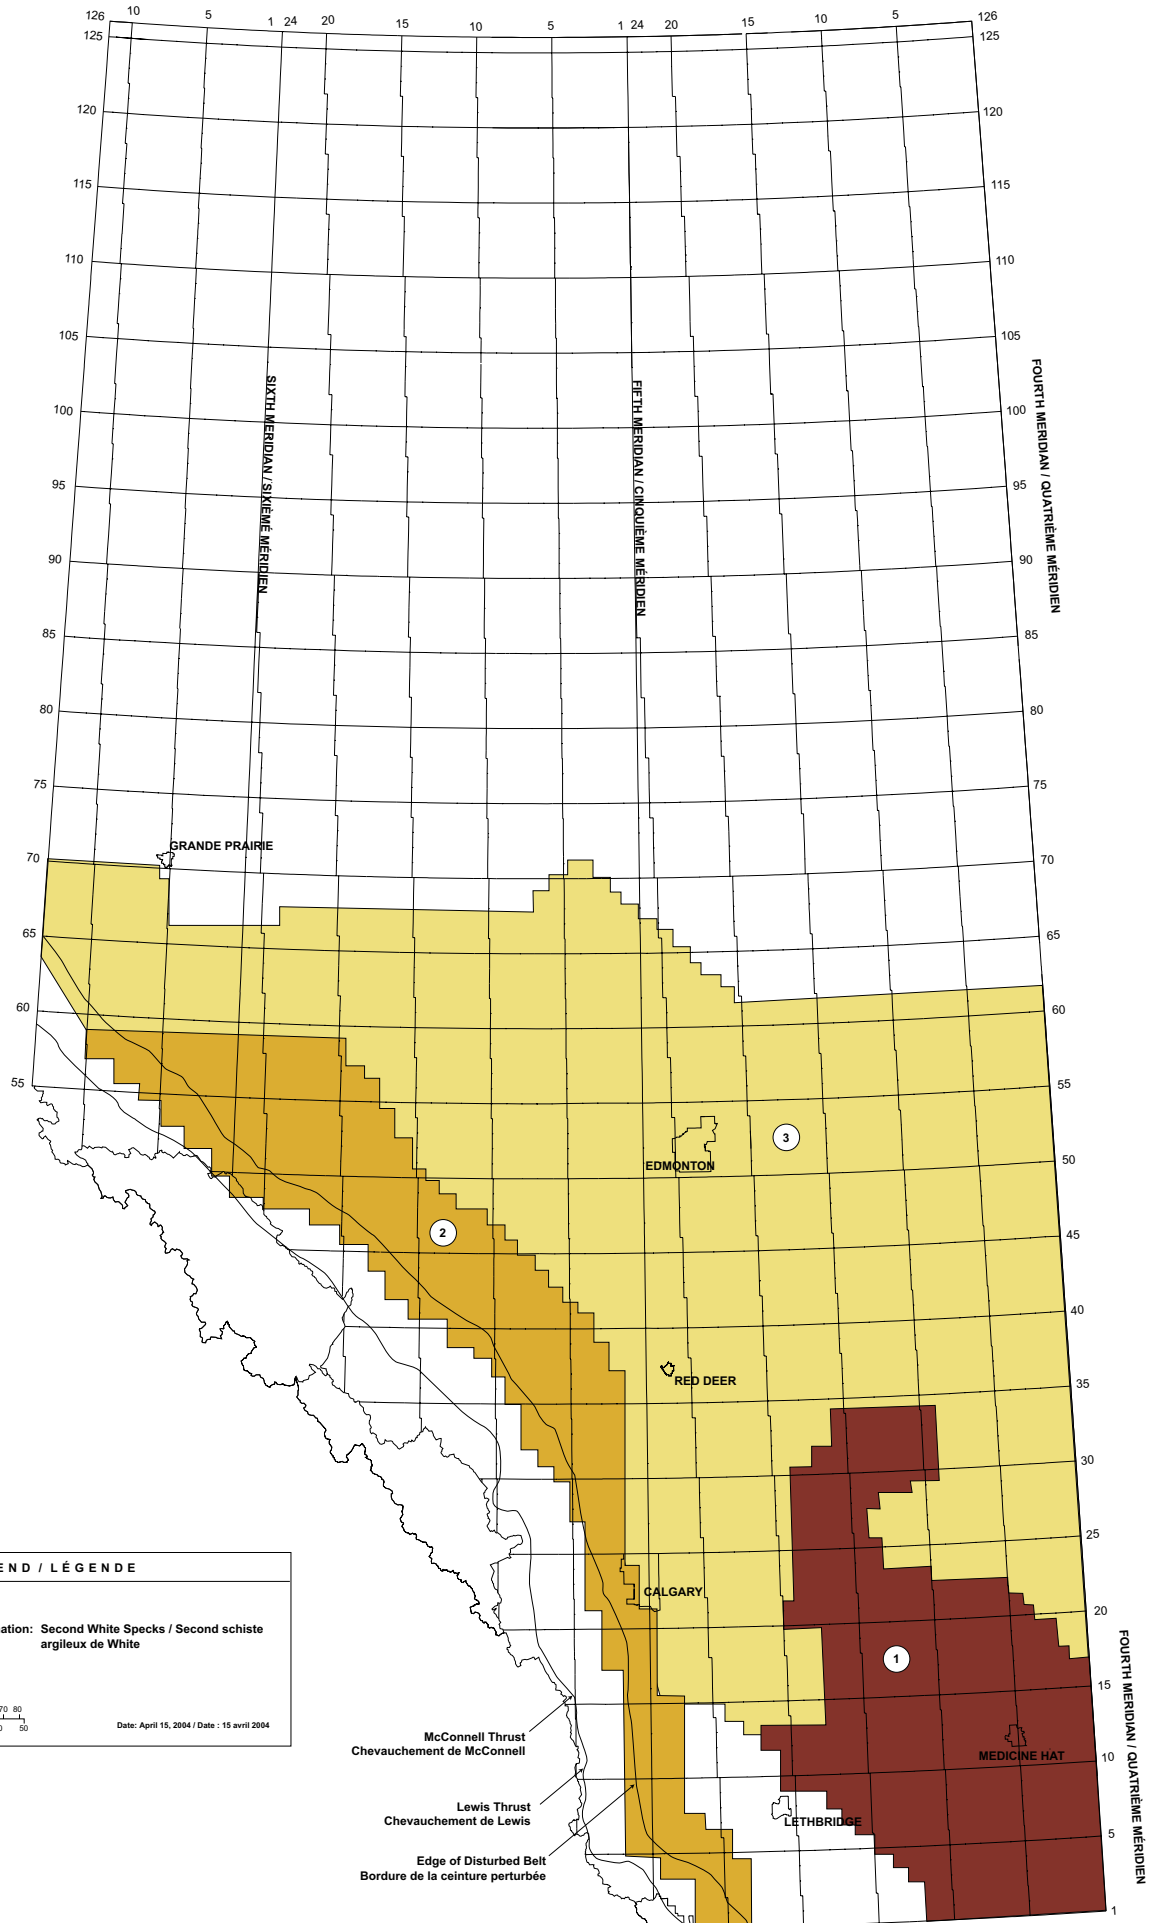 126 10 5 1 24 20 15 10 5 1 24 20 15 10 5 126
125 125
120 120
115 115
110 110
105 105
FOURTH MERIDIAN / QUATRIÈME MÉRIDIEN
SIXTH MERIDIAN / SIXIÈMÉ MÉRIDIEN
FIFTH MERIDIAN / CINQUIÈME MÉRIDIEN
100 100
95 95
90 90
85 85
80 80
75 75
GRANDE PRAIRIE
70 70
65 65
60 60
55 55
3
EDMONTON
50
2
45
40
RED DEER
35
30
25
END / LÉGENDE
CALGARY
20
ation: Second White Specks / Second schiste
argileux de White
1
FOURTH MERIDIAN / QUATRIÈME MÉRIDIEN
15
70 80
50
Date: April 15, 2004 / Date : 15 avril 2004
McConnell Thrust
Chevauchement de McConnell
MEDICINE HAT
10
Lewis Thrust
Chevauchement de Lewis
LETHBRIDGE
5
Edge of Disturbed Belt
Bordure de la ceinture perturbée
1